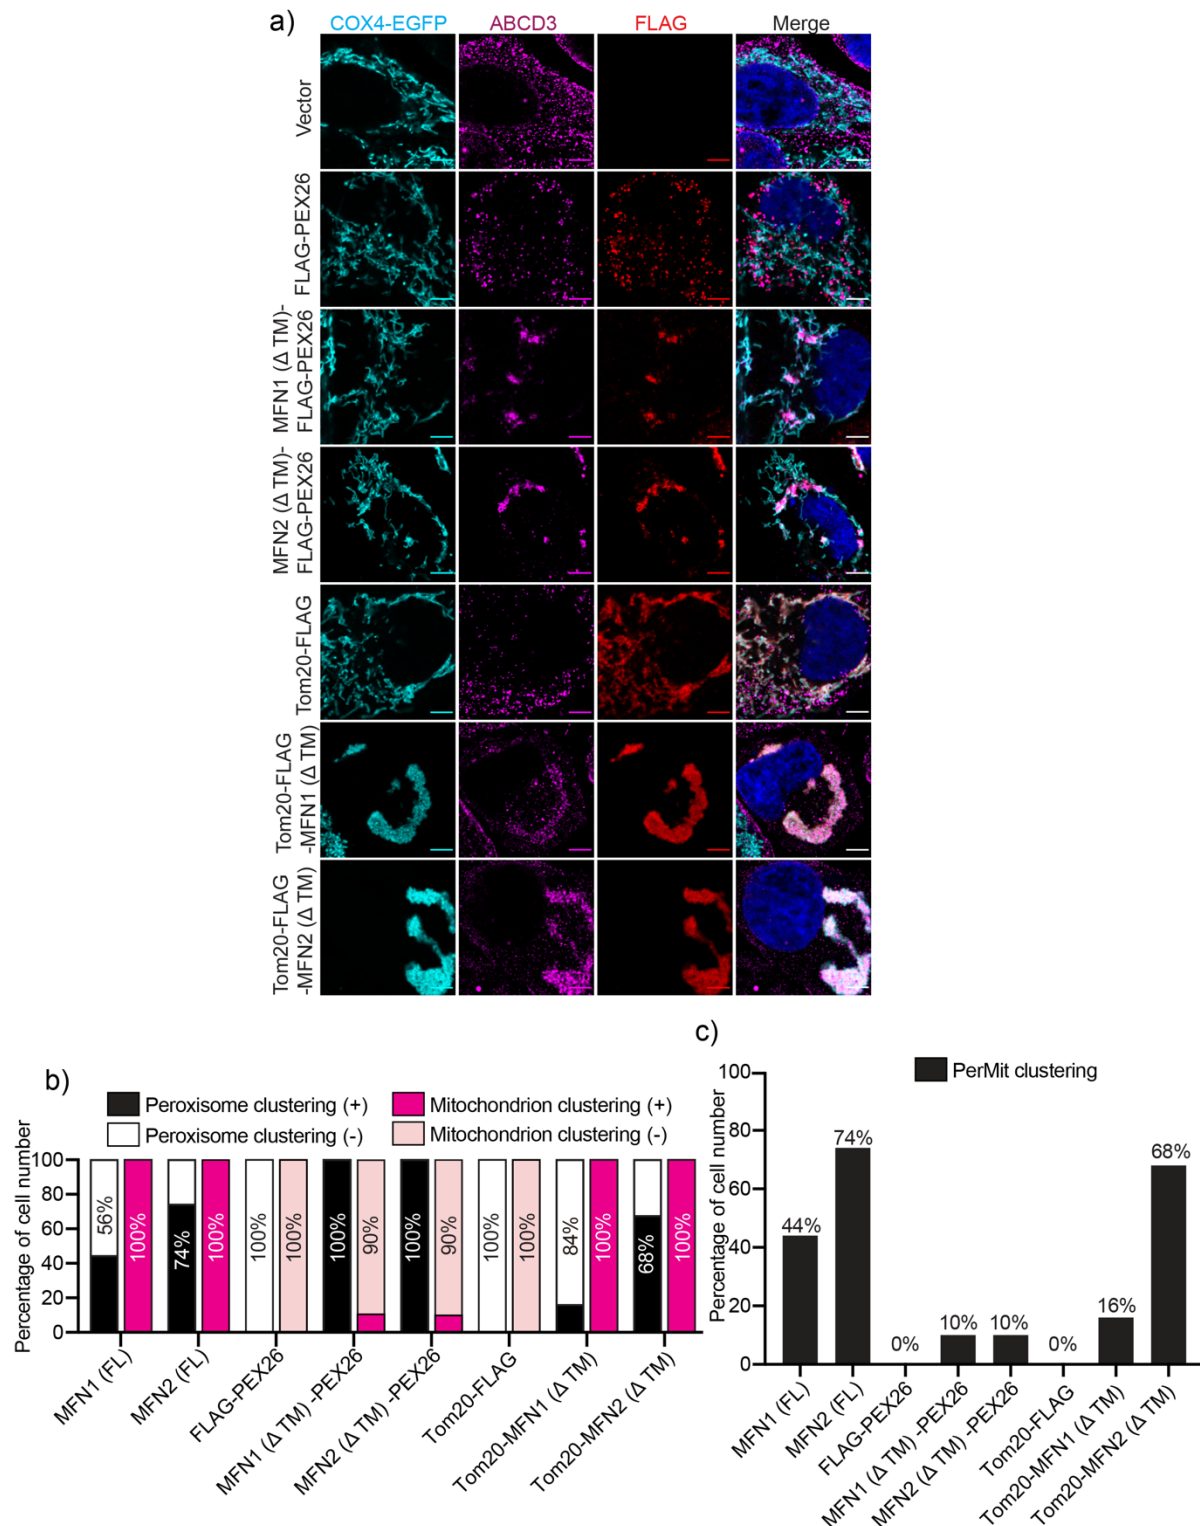 a)
COX4-EGFP ABCD3 FLAG Merge
Vector
FLAG-PEX26
MFN1 (Δ TM)-
FLAG-PEX26
MFN2 (Δ TM)-
FLAG-PEX26
Tom20-FLAG
Tom20-FLAG
-MFN1 (Δ TM)
Tom20-FLAG
-MFN2 (Δ TM)
b)
Peroxisome clustering (+) Mitochondrion clustering (+)
Peroxisome clustering (-) Mitochondrion clustering (-)
Percentage of cell number
100
80
60
40
20
0
56% 100% 74% 100% 100% 100% 100% 90% 100% 90% 100% 100% 84% 100% 68% 100%
MFN1 (FL)
MFN2 (FL)
FLAG-PEX26
MFN1 (Δ TM) -PEX26
MFN2 (Δ TM) -PEX26
Tom20-FLAG
Tom20-MFN1 (Δ TM)
Tom20-MFN2 (Δ TM)
c)
PerMit clustering
Percentage of cell number
100
80
60
40
20
0
44% 74% 0% 10% 10% 0% 16% 68%
MFN1 (FL)
MFN2 (FL)
FLAG-PEX26
MFN1 (Δ TM) -PEX26
MFN2 (Δ TM) -PEX26
Tom20-FLAG
Tom20-MFN1 (Δ TM)
Tom20-MFN2 (Δ TM)